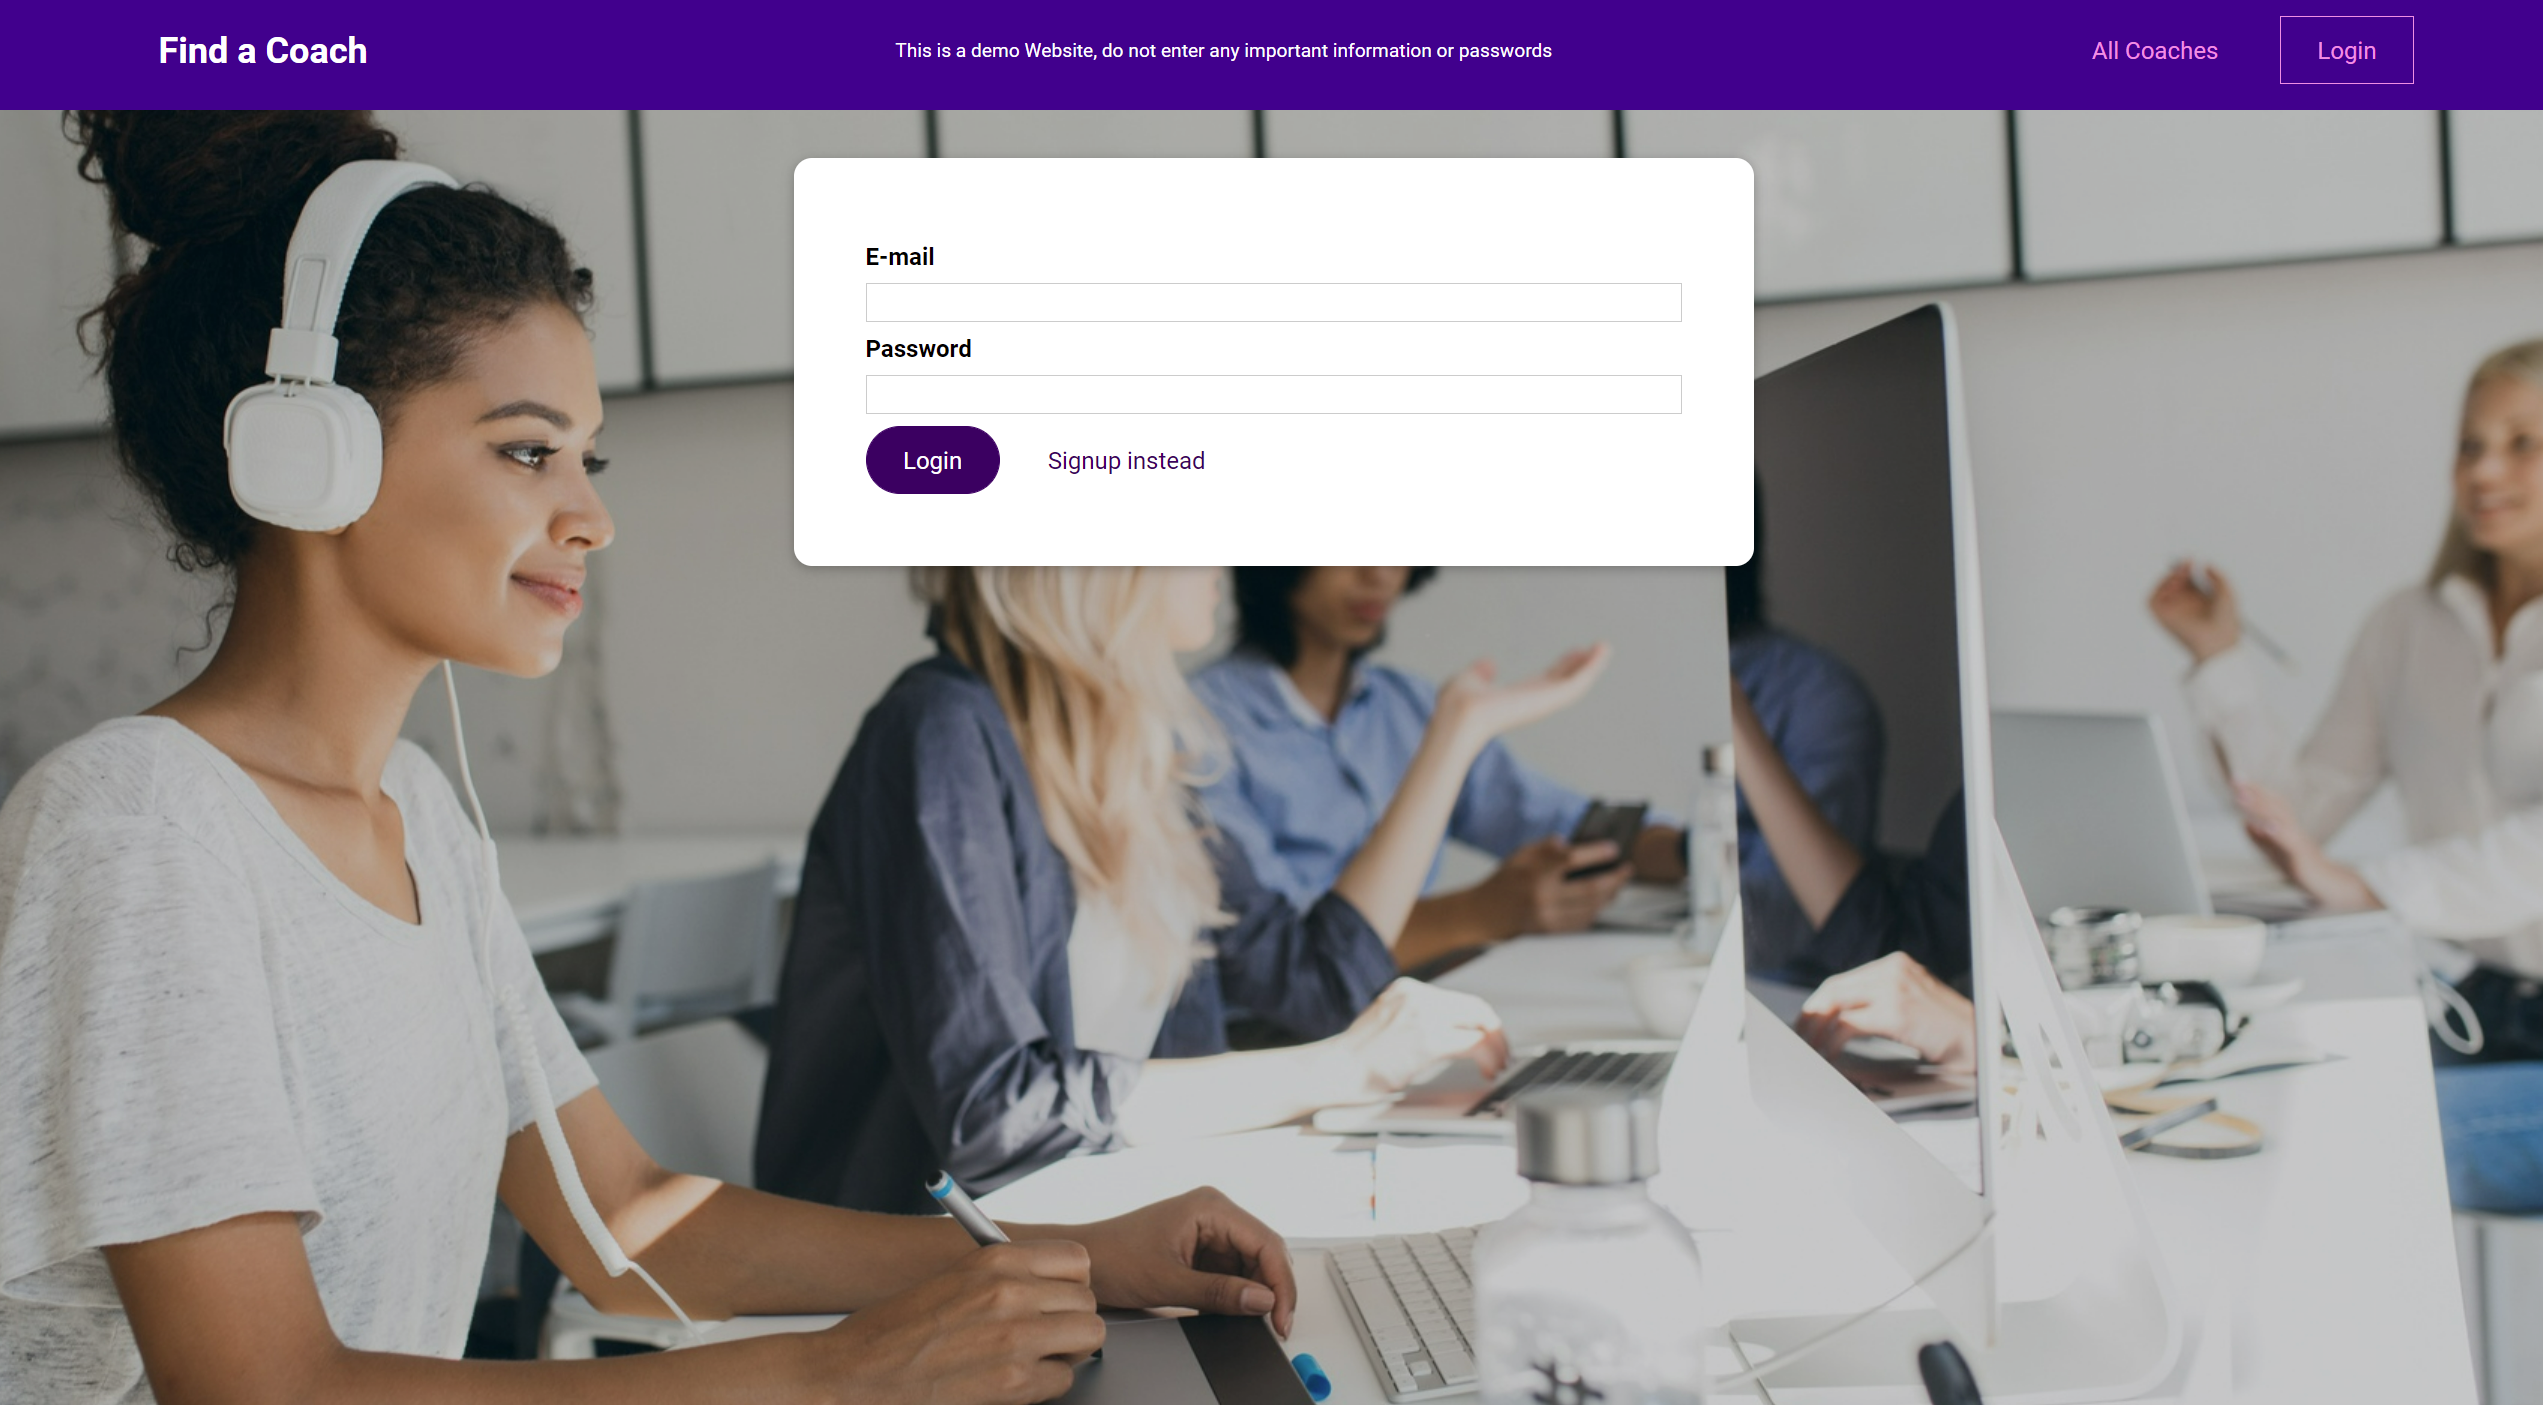 Find a Coach
This is a demo Website, do not enter any important information or passwords
All Coaches
Login
E-mail
Password
Login
Signup instead